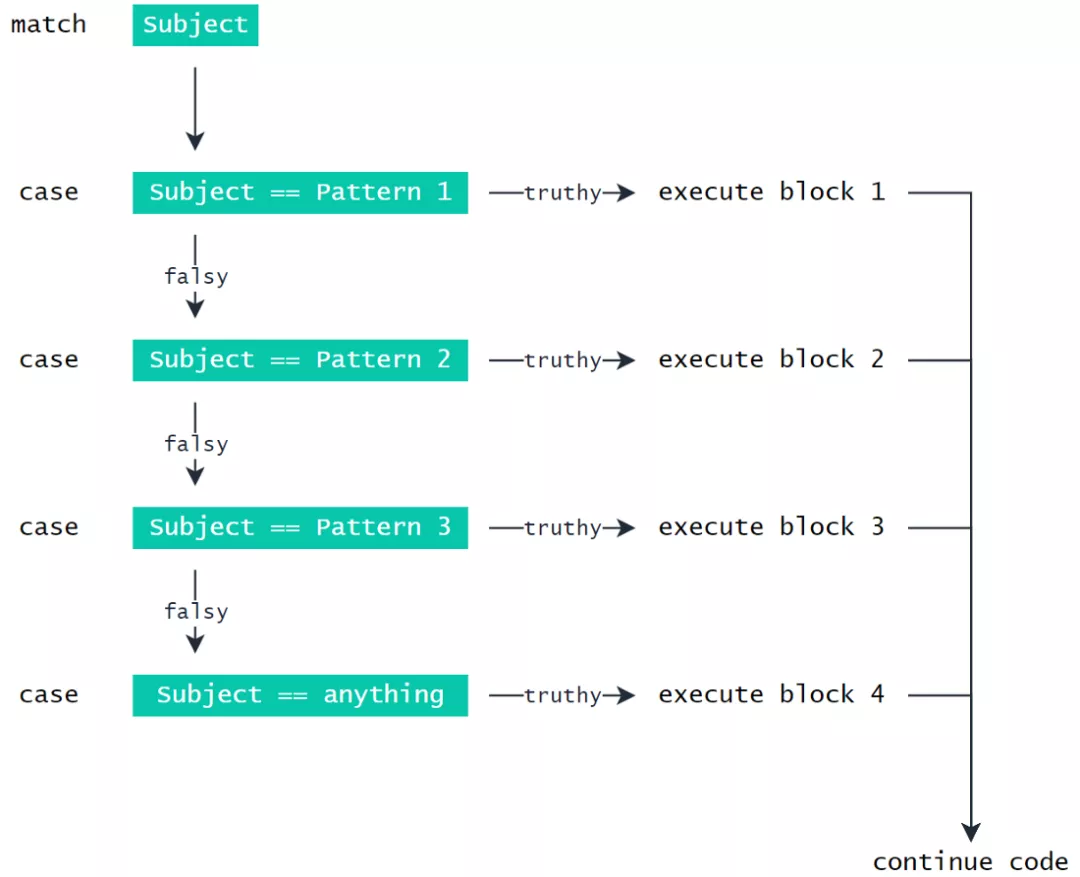 match Subject
case Subject == Pattern 1 truthy execute block 1
falsy
case Subject == Pattern 2 truthy execute block 2
falsy
case Subject == Pattern 3 truthy execute block 3
falsy
case Subject == anything truthy execute block 4
continue code